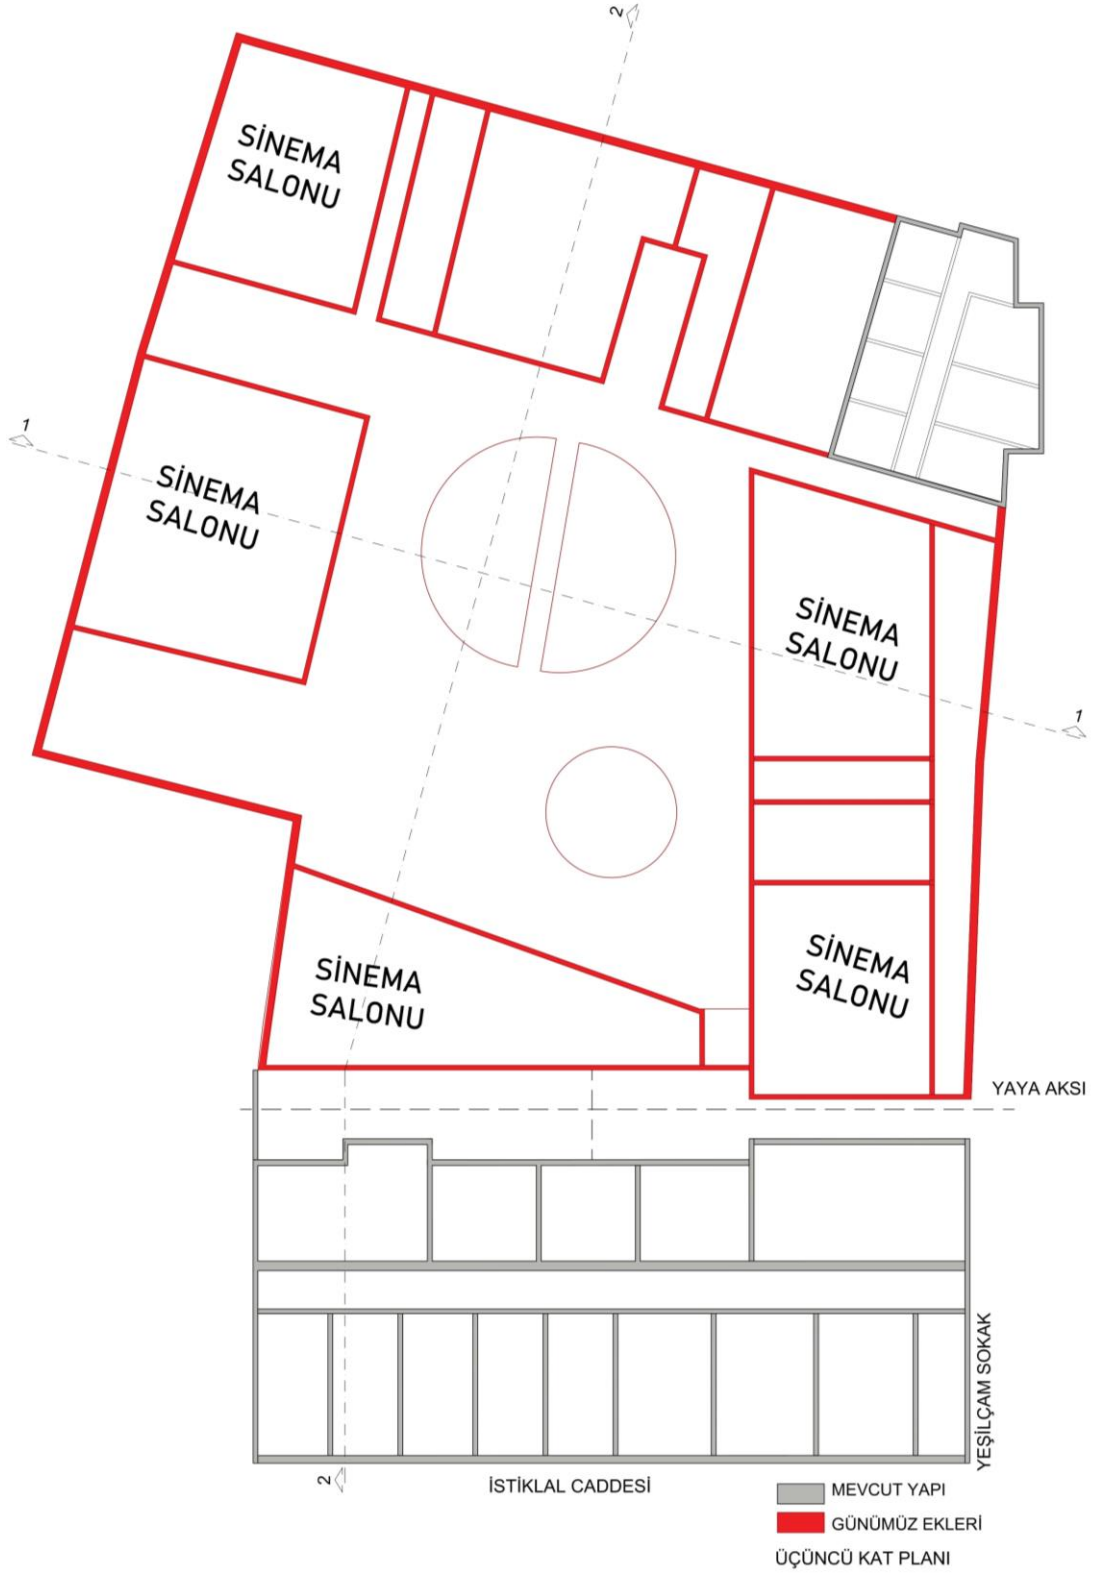 2
SİNEMA
SALONU
1
SİNEMA
SALONU
SİNEMA
SALONU
1
SİNEMA
SALONU
SİNEMA
SALONU
YAYA AKSI
YEŞİLÇAM SOKAK
2
İSTİKLAL CADDESİ
MEVCUT YAPI
GÜNÜMÜZ EKLERİ
ÜÇÜNCÜ KAT PLANI